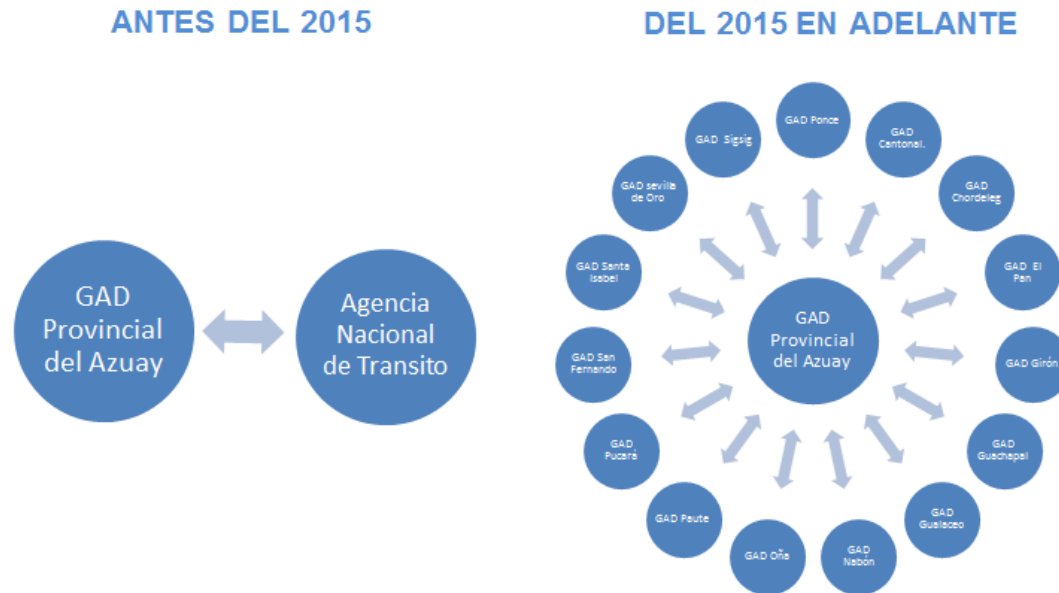 ANTES DEL 2015
DEL 2015 EN ADELANTE
GAD
Provincial
del Azuay
Agencia
Nacional
de Transito
GAD
Provincial
del Azuay
GAD Ponce
GAD
Cantonal.
GAD
Chordeleg
GAD El
Pan
GAD Girón
GAD
Guachapal
GAD
Gualaceo
GAD
Nabón
GAD Oña
GAD Paute
GAD
Pucará
GAD San
Fernando
GAD Santa
Isabel
GAD sevilla
de Oro
GAD Sigsig